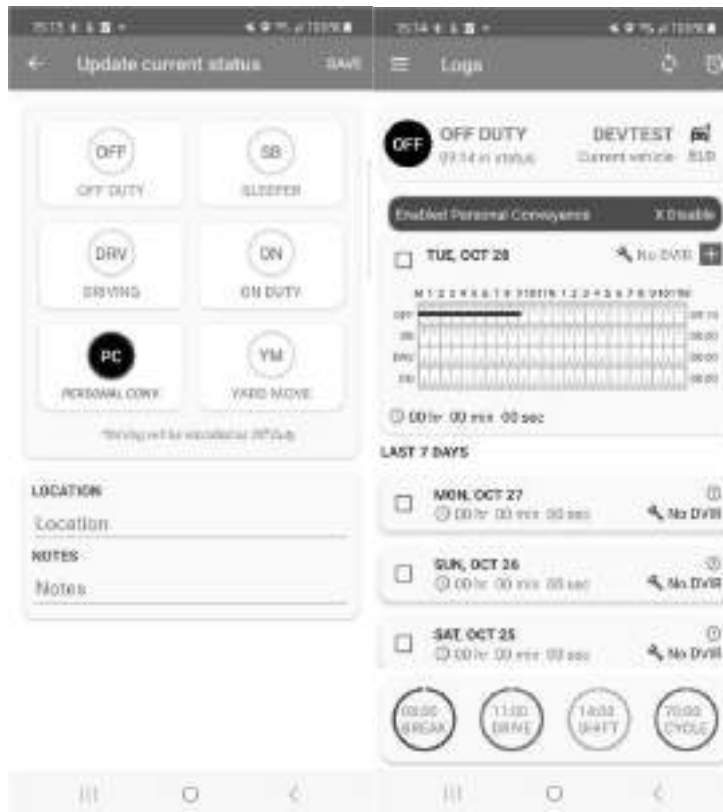 Update current status
SAVE
OFF
OFF DUTY
SB
SLEEPER
DRV
DRIVING
ON
ON DUTY
PC
PERSONAL CONV
YM
YARD MOVE
LOCATION
Location
NOTES
Notes
Logs
OFF
OFF DUTY
DEVTEST
09:14 in status
Current vehicle
Enabled Personal Conveyance
X Disable
TUE, OCT 28
No DVIR
OFF
SB
DRV
ON
00 hr 00 min 00 sec
LAST 7 DAYS
MON, OCT 27
00 hr 00 min 00 sec
No DVIR
SUN, OCT 26
00 hr 00 min 00 sec
No DVIR
SAT, OCT 25
00 hr 00 min 00 sec
No DVIR
BREAK
11:00
DRIVE
14:00
SHIFT
70:00
CYCLE